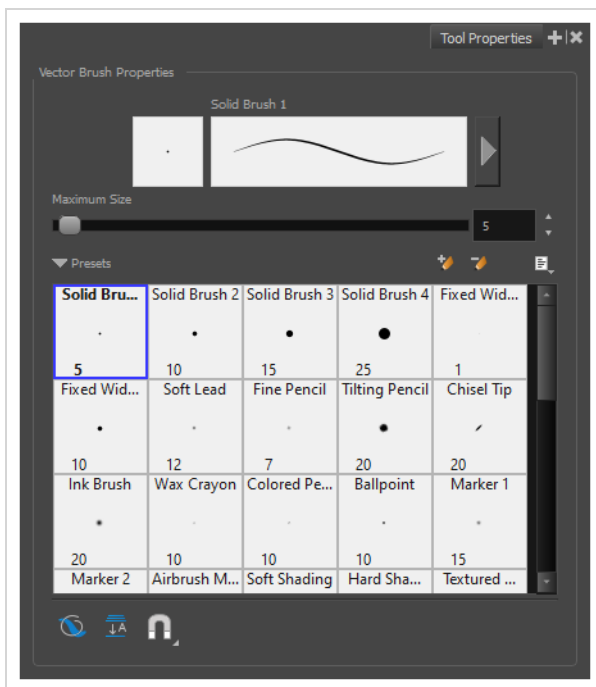 Tool Properties
Vector Brush Properties
Solid Brush 1
Maximum Size
5
Presets
Solid Bru... Solid Brush 2 Solid Brush 3 Solid Brush 4 Fixed Wid...
5 10 15 25 1
Fixed Wid... Soft Lead Fine Pencil Tilting Pencil Chisel Tip
10 12 7 20 20
Ink Brush Wax Crayon Colored Pe... Ballpoint Marker 1
20 10 10 10 15
Marker 2 Airbrush M... Soft Shading Hard Sha... Textured ...
A